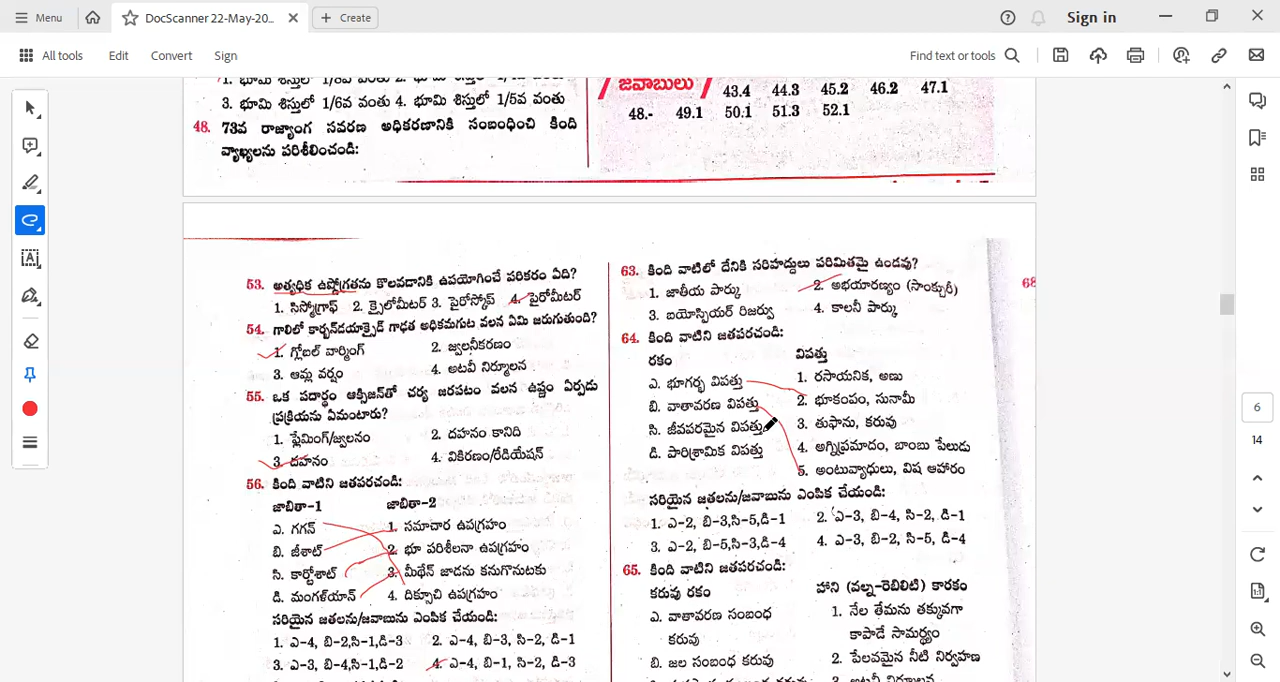 Menu
DocScanner 22-May-20...
Create
Sign in
All tools
Edit
Convert
Sign
Find text or tools
3. భూమి శిస్తులో 1/6వ వంతు 4. భూమి శిస్తులో 1/5వ వంతు
48. 73వ రాజ్యాంగ సవరణ అధికరణానికి సంబంధించి కింది
వ్యాఖ్యలను పరిశీలించండి:
జవాబులు
43.4 44.3 45.2 46.2 47.1
48.- 49.1 50.1 51.3 52.1
53. అత్యధిక ఉష్ణోగ్రతను కొలవడానికి ఉపయోగించే పరికరం ఏది?
1. సిస్మోగ్రాఫ్ 2. క్రైలోమీటర్ 3. పైరోస్కోప్ 4. పైరోమీటర్
54. గాలిలో కార్బన్‌డయాక్సైడ్ గాఢత అధికమగుట వలన ఏమి జరుగుతుంది?
1. గ్లోబల్ వార్మింగ్ 2. జ్వలనీకరణం
3. ఆమ్ల వర్షం 4. అటవీ నిర్మూలన
55. ఒక పదార్థం ఆక్సిజన్‌తో చర్య జరపటం వలన ఉష్ణం ఏర్పడు
ప్రక్రియను ఏమంటారు?
1. ఫ్లేమింగ్/జ్వలనం 2. దహనం కానిది
3. దహనం 4. వికిరణం/రేడియేషన్
56. కింది వాటిని జతపరచండి:
జాబితా-1 జాబితా-2
ఎ. గగన్ 1. సమాచార ఉపగ్రహం
బి. జీశాట్ 2. భూ పరిశీలనా ఉపగ్రహం
సి. కార్టోశాట్ 3. మీథేన్ జాడను కనుగొనుటకు
డి. మంగళ్‌యాన్ 4. దిక్సూచి ఉపగ్రహం
సరియైన జతలను/జవాబును ఎంపిక చేయండి:
1. ఎ-4, బి-2,సి-1,డి-3 2. ఎ-4, బి-3, సి-2, డి-1
3. ఎ-3, బి-4,సి-1,డి-2 4. ఎ-4, బి-1, సి-2, డి-3
63. కింది వాటిలో దేనికి సరిహద్దులు పరిమితమై ఉండవు?
1. జాతీయ పార్కు 2. అభయారణ్యం (సాంక్చురీ)
3. బయోస్పియర్ రిజర్వు 4. కాలనీ పార్కు
64. కింది వాటిని జతపరచండి:
రకం విపత్తు
ఎ. భూగర్భ విపత్తు 1. రసాయనిక, అణు
బి. వాతావరణ విపత్తు 2. భూకంపం, సునామీ
సి. జీవపరమైన విపత్తు 3. తుఫాను, కరువు
డి. పారిశ్రామిక విపత్తు 4. అగ్నిప్రమాదం, బాంబు పేలుడు
5. అంటువ్యాధులు, విష ఆహారం
సరియైన జతలను/జవాబును ఎంపిక చేయండి:
1. ఎ-2, బి-3,సి-5,డి-1 2. ఎ-3, బి-4, సి-2, డి-1
3. ఎ-2, బి-5,సి-3,డి-4 4. ఎ-3, బి-2, సి-5, డి-4
65. కింది వాటిని జతపరచండి:
కరువు రకం హాని (వల్న-రెబిలిటి) కారకం
ఎ. వాతావరణ సంబంధ 1. నేల తేమను తక్కువగా
కరువు కాపాడే సామర్థ్యం
బి. జల సంబంధ కరువు 2. పేలవమైన నీటి నిర్వహణ
68
6
14